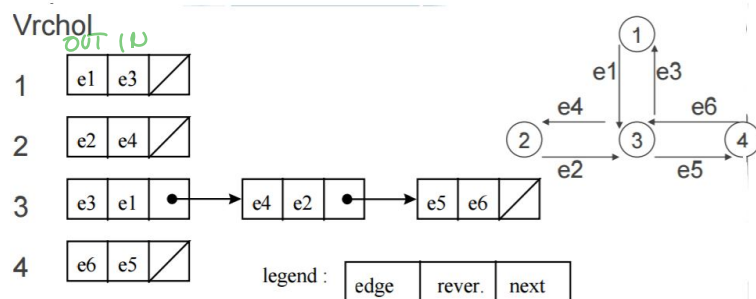 Vrchol
OUT IN
1 e1 e3
2 e2 e4
3 e3 e1 e4 e2 e5 e6
4 e6 e5
legend : edge rever. next
1
e1 e3
e4 e6
2 3 4
e2 e5